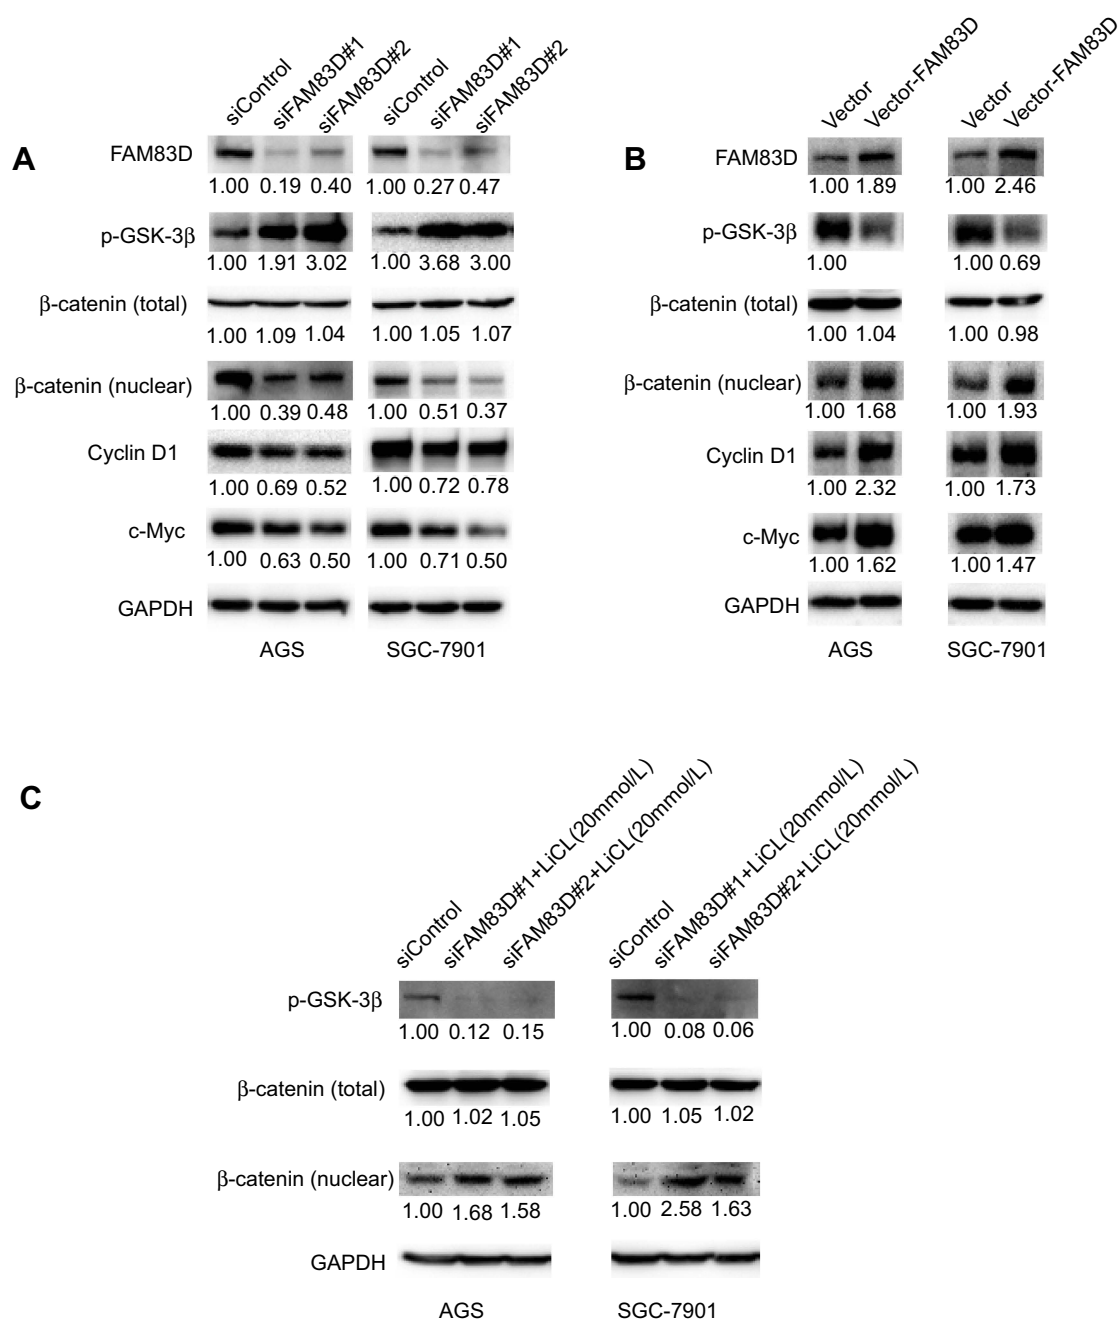 A
siControl siFAM83D#1 siFAM83D#2 siControl siFAM83D#1 siFAM83D#2
FAM83D
1.00 0.19 0.40 1.00 0.27 0.47
p-GSK-3β
1.00 1.91 3.02 1.00 3.68 3.00
β-catenin (total)
1.00 1.09 1.04 1.00 1.05 1.07
β-catenin (nuclear)
1.00 0.39 0.48 1.00 0.51 0.37
Cyclin D1
1.00 0.69 0.52 1.00 0.72 0.78
c-Myc
1.00 0.63 0.50 1.00 0.71 0.50
GAPDH
AGS SGC-7901
B
Vector Vector-FAM83D Vector Vector-FAM83D
FAM83D
1.00 1.89 1.00 2.46
p-GSK-3β
1.00 1.00 0.69
β-catenin (total)
1.00 1.04 1.00 0.98
β-catenin (nuclear)
1.00 1.68 1.00 1.93
Cyclin D1
1.00 2.32 1.00 1.73
c-Myc
1.00 1.62 1.00 1.47
GAPDH
AGS SGC-7901
C
siControl siFAM83D#1+LiCL(20mmol/L) siFAM83D#2+LiCL(20mmol/L) siControl siFAM83D#1+LiCL(20mmol/L) siFAM83D#2+LiCL(20mmol/L)
p-GSK-3β
1.00 0.12 0.15 1.00 0.08 0.06
β-catenin (total)
1.00 1.02 1.05 1.00 1.05 1.02
β-catenin (nuclear)
1.00 1.68 1.58 1.00 2.58 1.63
GAPDH
AGS SGC-7901